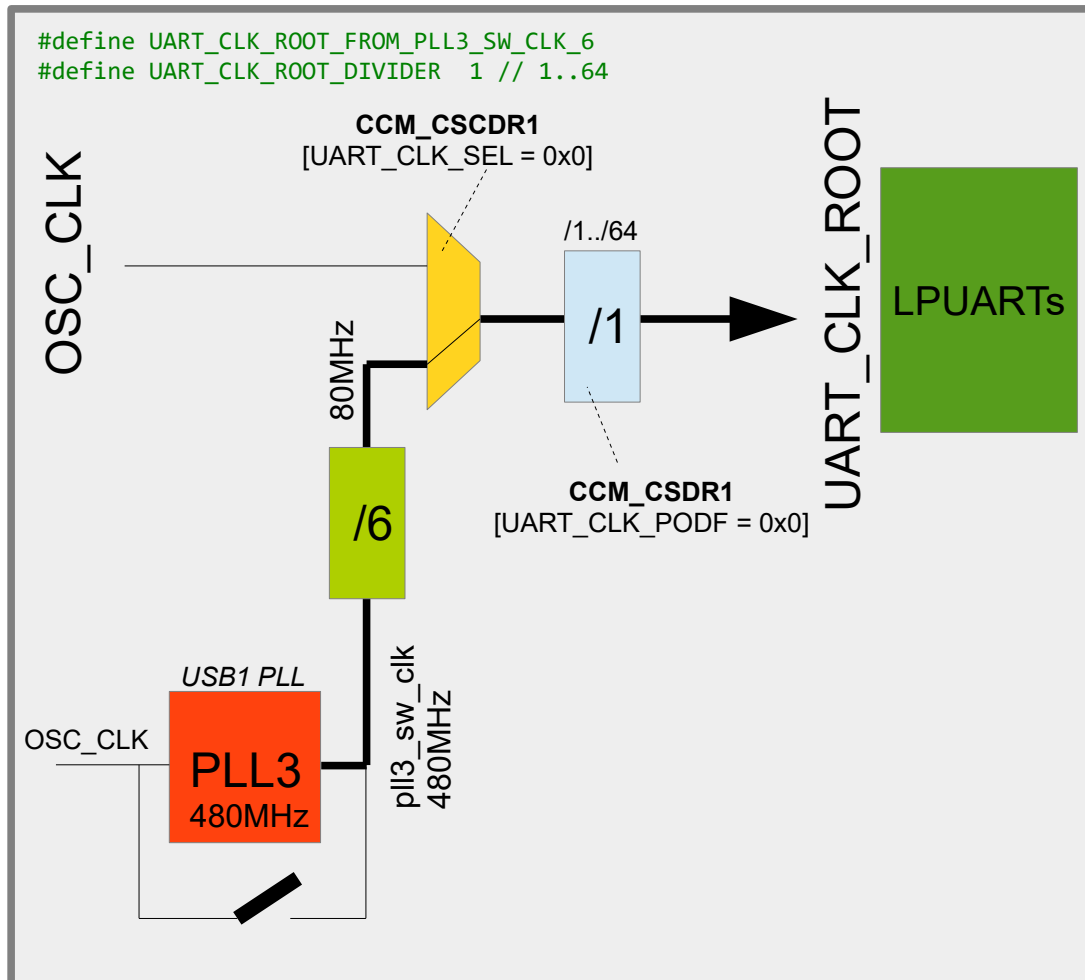 #define UART_CLK_ROOT_FROM_PLL3_SW_CLK_6
#define UART_CLK_ROOT_DIVIDER  1 // 1..64
CCM_CSCDR1
[UART_CLK_SEL = 0x0]
OSC_CLK
/1../64
/1
UART_CLK_ROOT
LPUARTs
80MHz
/6
CCM_CSDR1
[UART_CLK_PODF = 0x0]
USB1 PLL
OSC_CLK
PLL3
480MHz
pll3_sw_clk
480MHz